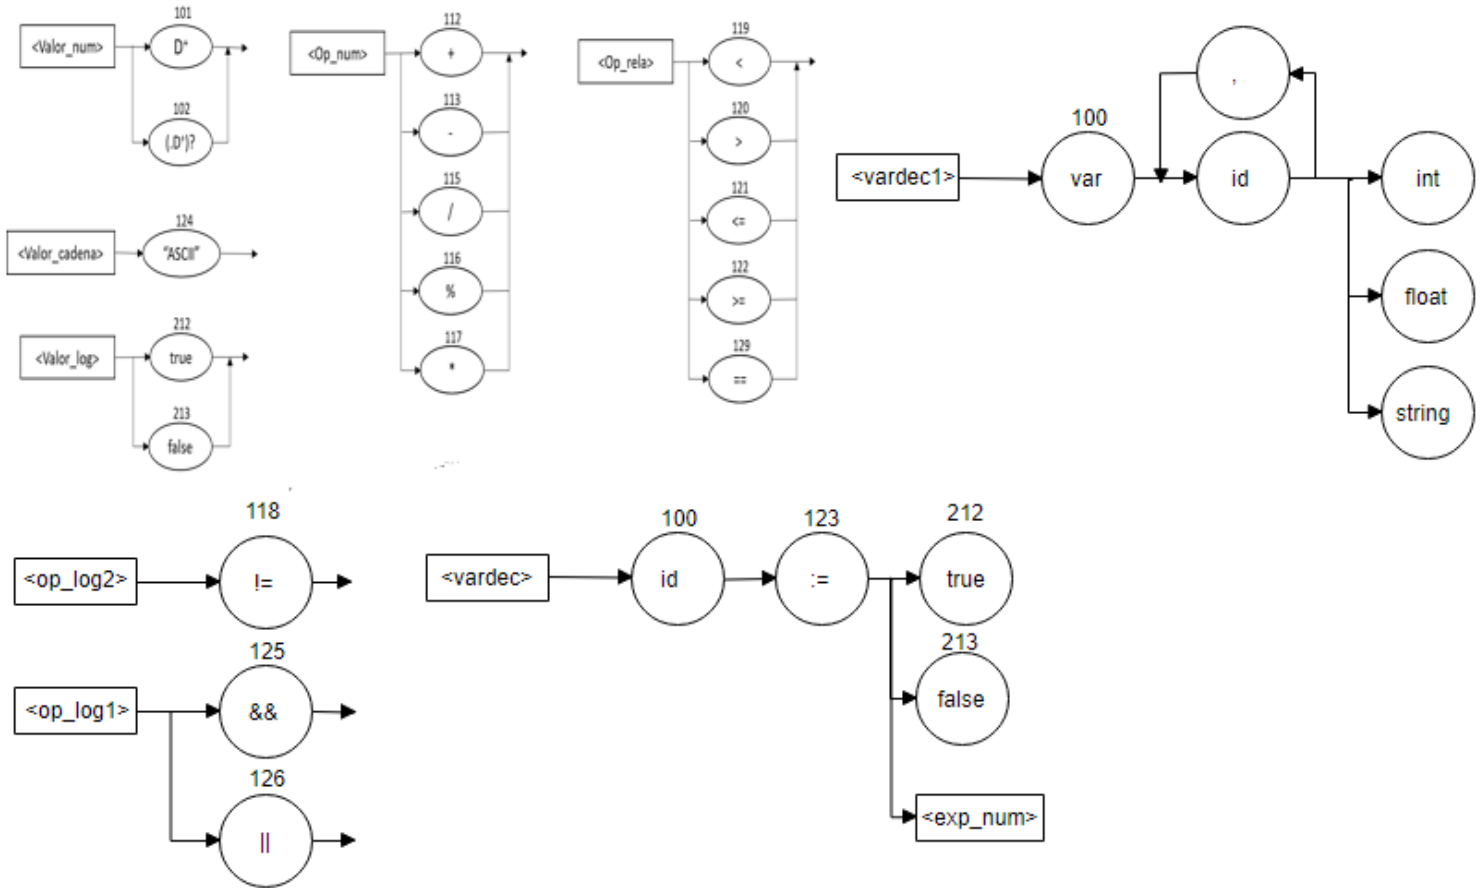 101
<Valor_num>
D⁺
102
(.D⁺)?
124
<Valor_cadena>
“ASCII”
212
<Valor_log>
true
213
false
112
<Op_num>
+
113
-
115
/
116
%
117
*
119
<Op_rela>
<
120
>
121
<=
122
>=
129
==
,
100
<vardec1>
var
id
int
float
string
118
<op_log2>
!=
125
<op_log1>
&&
126
||
100
123
212
<vardec>
id
:=
true
213
false
<exp_num>